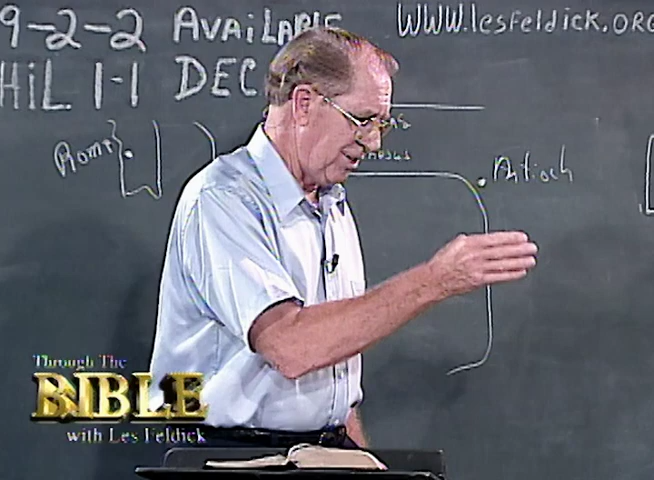 9-2-2 AVAILABLE
WWW.lesfeldick.ORG
HIL 1-1 DEC
Rome
Antioch
Through The
BIBLE
with Les Feldick